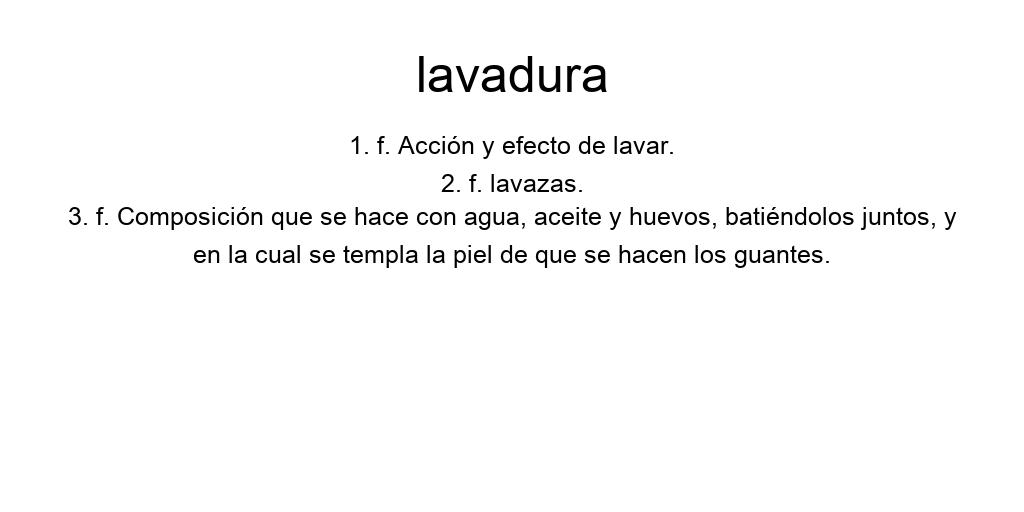 lavadura
1. f. Acción y efecto de lavar.
2. f. lavazas.
3. f. Composición que se hace con agua, aceite y huevos, batiéndolos juntos, y
en la cual se templa la piel de que se hacen los guantes.